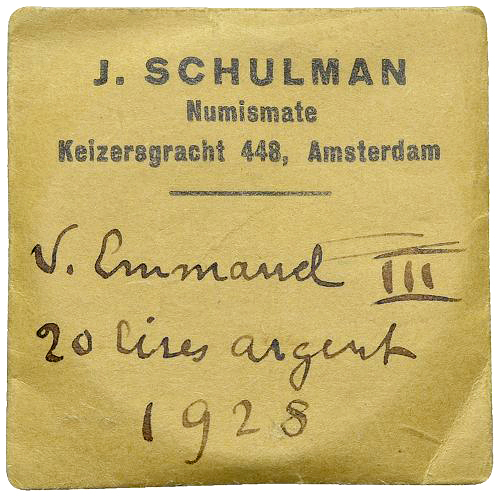 J. SCHULMAN
Numismate
Keizersgracht 448, Amsterdam
V. Emmanuel III
20 lires argent
1928